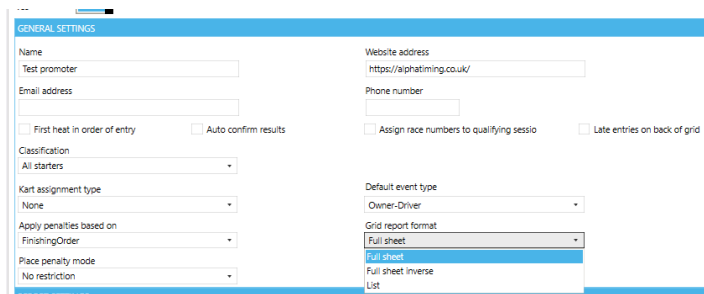 GENERAL SETTINGS
Name
Website address
Test promoter
https://alphatiming.co.uk/
Email address
Phone number
First heat in order of entry
Auto confirm results
Assign race numbers to qualifying sessio
Late entries on back of grid
Classification
All starters
Kart assignment type
Default event type
None
Owner-Driver
Apply penalties based on
Grid report format
FinishingOrder
Full sheet
Full sheet
Place penalty mode
Full sheet inverse
No restriction
List